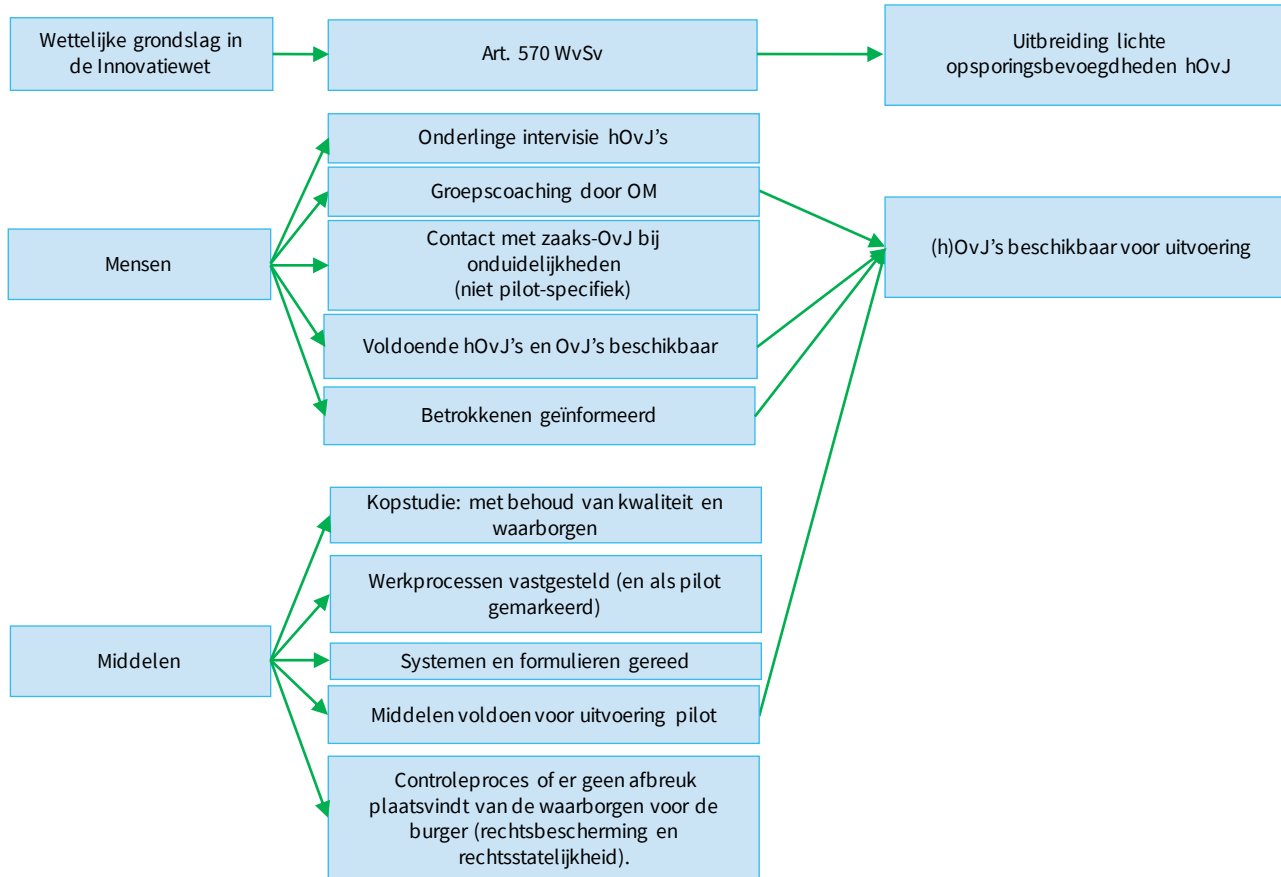 Wettelijke grondslag in
de Innovatiewet
Art. 570 WvSv
Uitbreiding lichte
opsporingsbevoegdheden hOvJ
Mensen
Onderlinge intervisie hOvJ’s
Groepscoaching door OM
Contact met zaaks-OvJ bij
onduidelijkheden
(niet pilot-specifiek)
Voldoende hOvJ’s en OvJ’s beschikbaar
Betrokkenen geïnformeerd
(h)OvJ’s beschikbaar voor uitvoering
Middelen
Kopstudie: met behoud van kwaliteit en
waarborgen
Werkprocessen vastgesteld (en als pilot
gemarkeerd)
Systemen en formulieren gereed
Middelen voldoen voor uitvoering pilot
Controleproces of er geen afbreuk
plaatsvindt van de waarborgen voor de
burger (rechtsbescherming en
rechtsstatelijkheid).